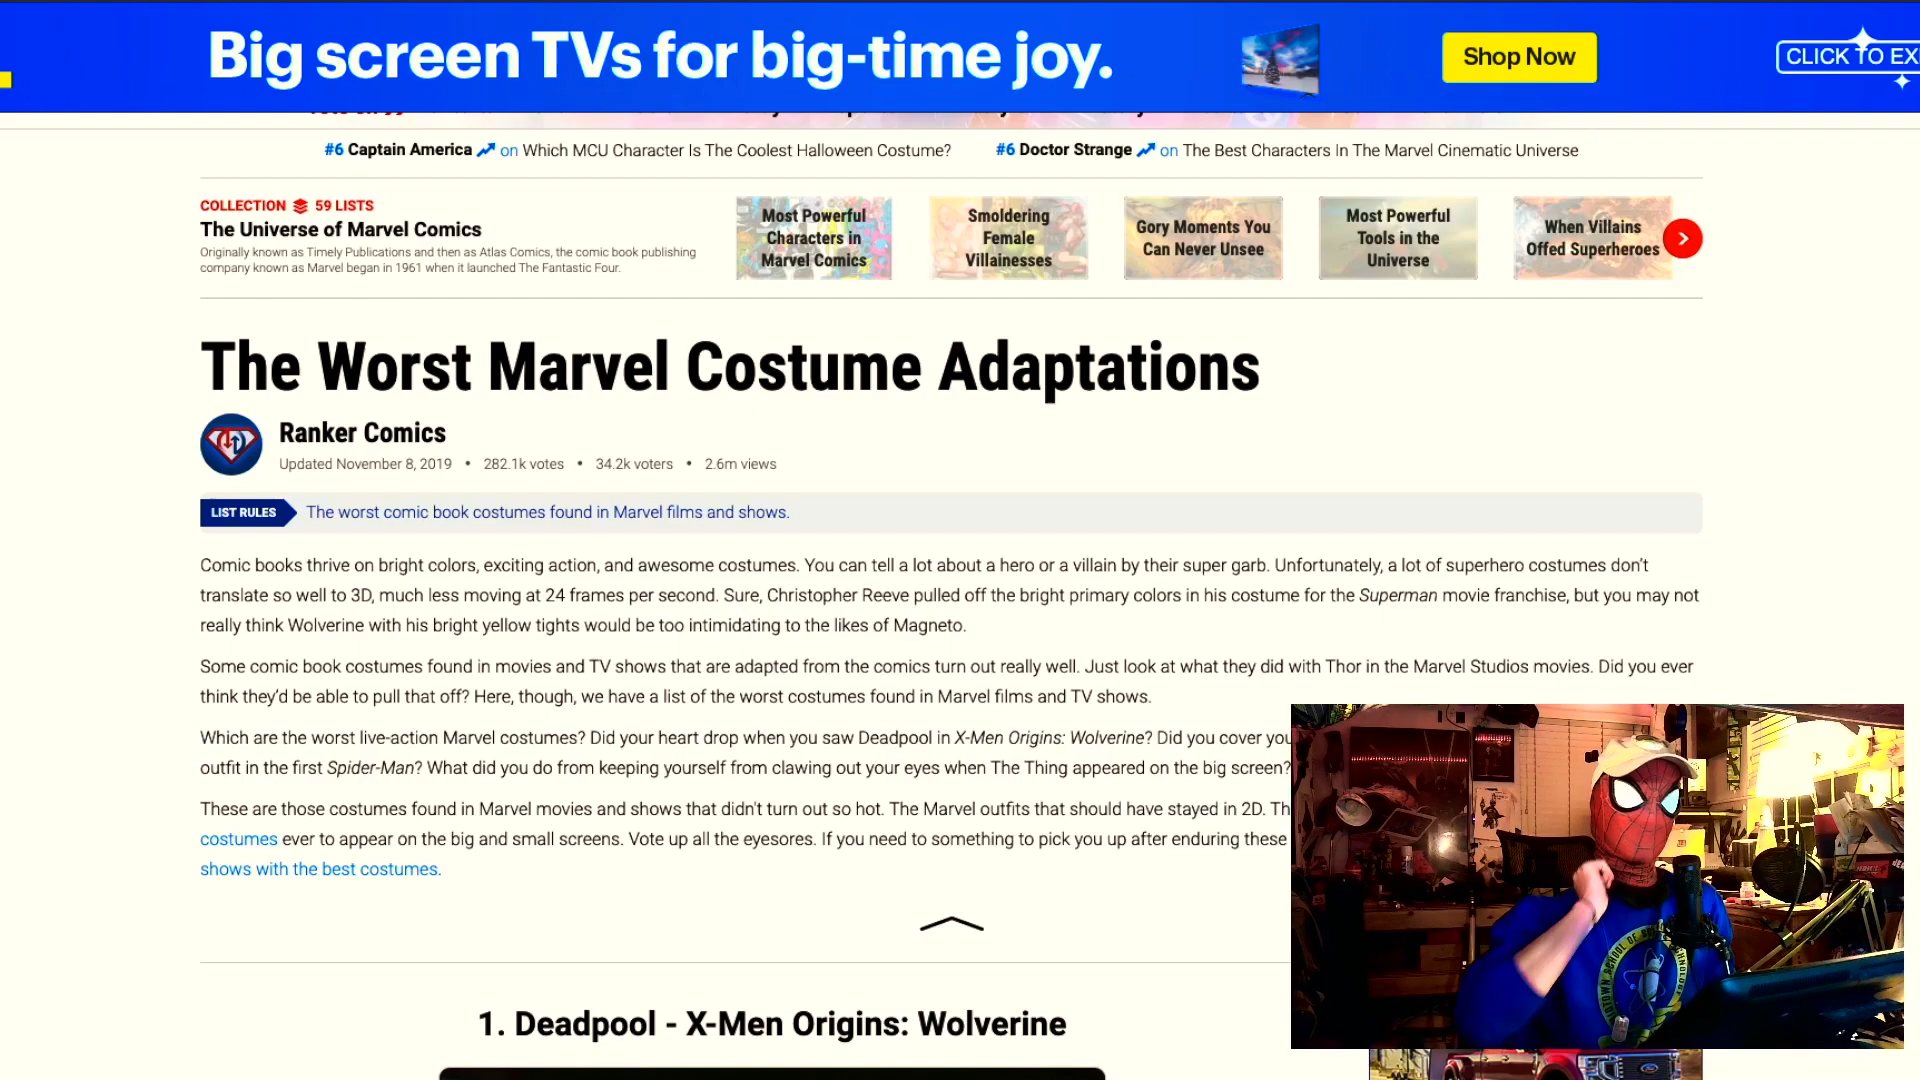 Big screen TVs for big-time joy.
Shop Now
CLICK TO EX
#6 Captain America on Which MCU Character Is The Coolest Halloween Costume?
#6 Doctor Strange on The Best Characters In The Marvel Cinematic Universe
COLLECTION 59 LISTS
The Universe of Marvel Comics
Originally known as Timely Publications and then as Atlas Comics, the comic book publishing
company known as Marvel began in 1961 when it launched The Fantastic Four.
Most Powerful
Characters in
Marvel Comics
Smoldering
Female
Villainesses
Gory Moments You
Can Never Unsee
Most Powerful
Tools in the
Universe
When Villains
Offed Superheroes
The Worst Marvel Costume Adaptations
Ranker Comics
Updated November 8, 2019 • 282.1k votes • 34.2k voters • 2.6m views
LIST RULES The worst comic book costumes found in Marvel films and shows.
Comic books thrive on bright colors, exciting action, and awesome costumes. You can tell a lot about a hero or a villain by their super garb. Unfortunately, a lot of superhero costumes don't
translate so well to 3D, much less moving at 24 frames per second. Sure, Christopher Reeve pulled off the bright primary colors in his costume for the Superman movie franchise, but you may not
really think Wolverine with his bright yellow tights would be too intimidating to the likes of Magneto.
Some comic book costumes found in movies and TV shows that are adapted from the comics turn out really well. Just look at what they did with Thor in the Marvel Studios movies. Did you ever
think they'd be able to pull that off? Here, though, we have a list of the worst costumes found in Marvel films and TV shows.
Which are the worst live-action Marvel costumes? Did your heart drop when you saw Deadpool in X-Men Origins: Wolverine? Did you cover you
outfit in the first Spider-Man? What did you do from keeping yourself from clawing out your eyes when The Thing appeared on the big screen?
These are those costumes found in Marvel movies and shows that didn't turn out so hot. The Marvel outfits that should have stayed in 2D. Th
costumes ever to appear on the big and small screens. Vote up all the eyesores. If you need to something to pick you up after enduring these
shows with the best costumes.
1. Deadpool - X-Men Origins: Wolverine